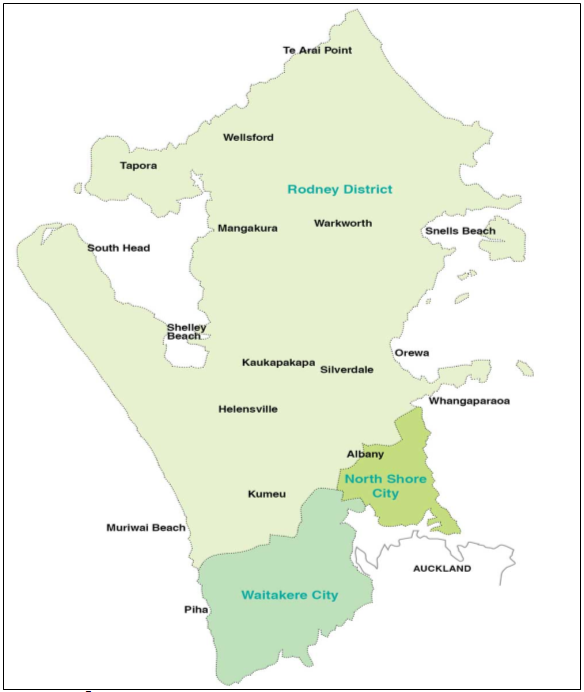 Te Arai Point
Wellsford
Tapora
Rodney District
Mangakura
Warkworth
Snells Beach
South Head
Shelley
Beach
Orewa
Kaukapakapa
Silverdale
Whangaparaoa
Helensville
Albany
North Shore
City
Kumeu
Muriwai Beach
AUCKLAND
Waitakere City
Piha